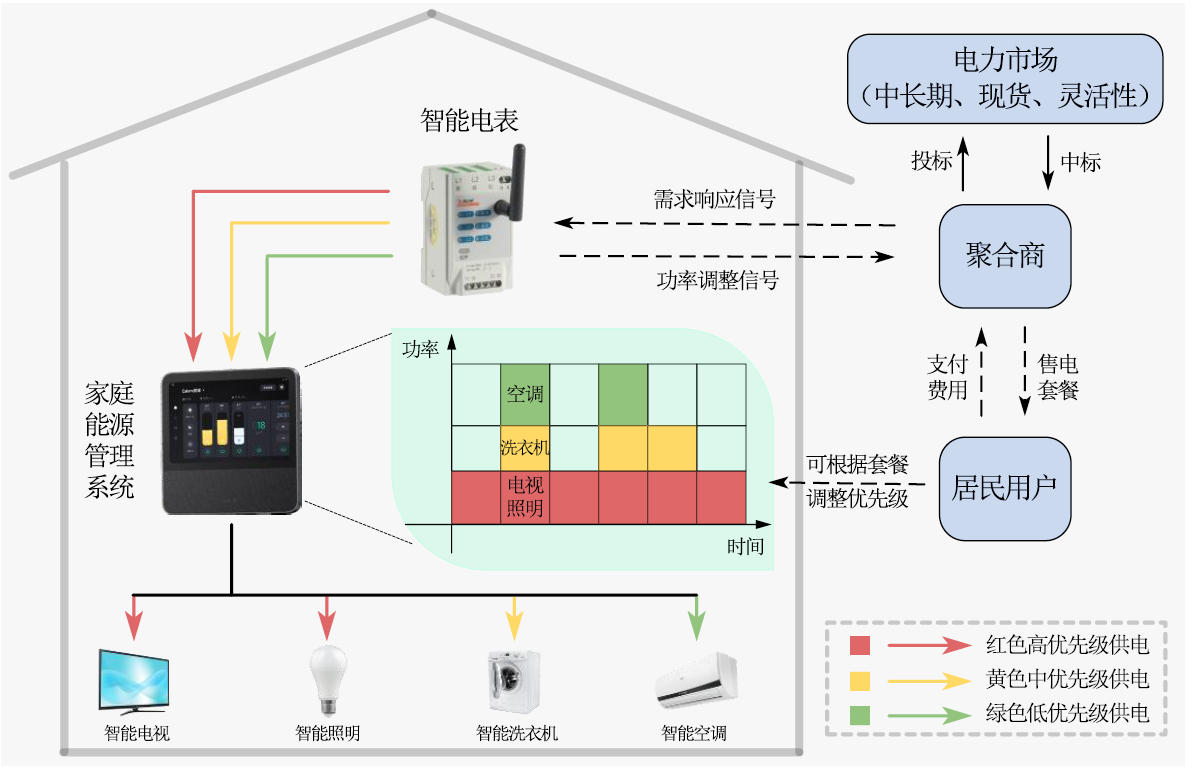 电力市场
（中长期、现货、灵活性）
智能电表
投标
中标
需求响应信号
聚合商
功率调整信号
功率
支付
费用
售电
套餐
家庭
能源
管理
系统
空调
洗衣机
电视
照明
时间
可根据套餐
调整优先级
居民用户
红色高优先级供电
黄色中优先级供电
绿色低优先级供电
智能电视
智能照明
智能洗衣机
智能空调
L1
L2
L3
18